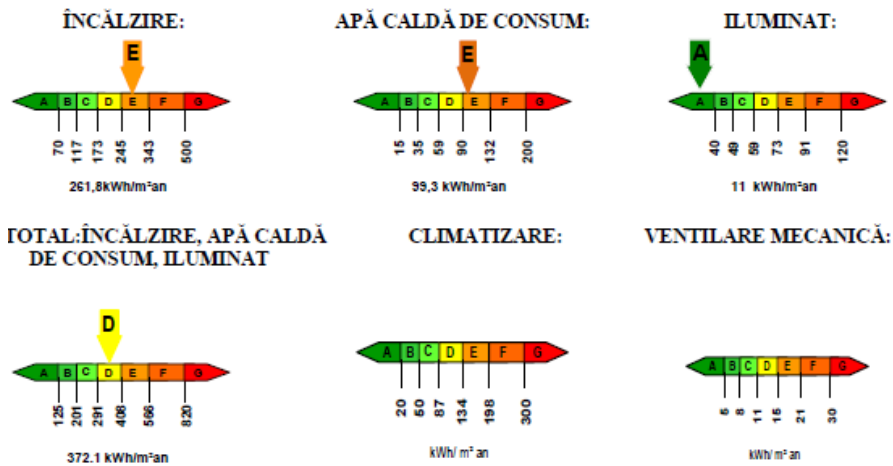 ÎNCĂLZIRE:
E
A B C D E F G
70 117 173 245 343 500
261,8kWh/m²an
APĂ CALDĂ DE CONSUM:
E
A B C D E F G
15 35 59 90 132 200
99,3 kWh/m²an
ILUMINAT:
A
A B C D E F G
40 49 59 73 91 120
11 kWh/m²an
TOTAL:ÎNCĂLZIRE, APĂ CALDĂ
DE CONSUM, ILUMINAT
D
A B C D E F G
125 201 291 408 566 820
372.1 kWh/m²an
CLIMATIZARE:
A B C D E F G
20 50 87 134 198 300
kWh/ m² an
VENTILARE MECANICĂ:
A B C D E F G
5 8 11 15 21 30
kWh/ m² an